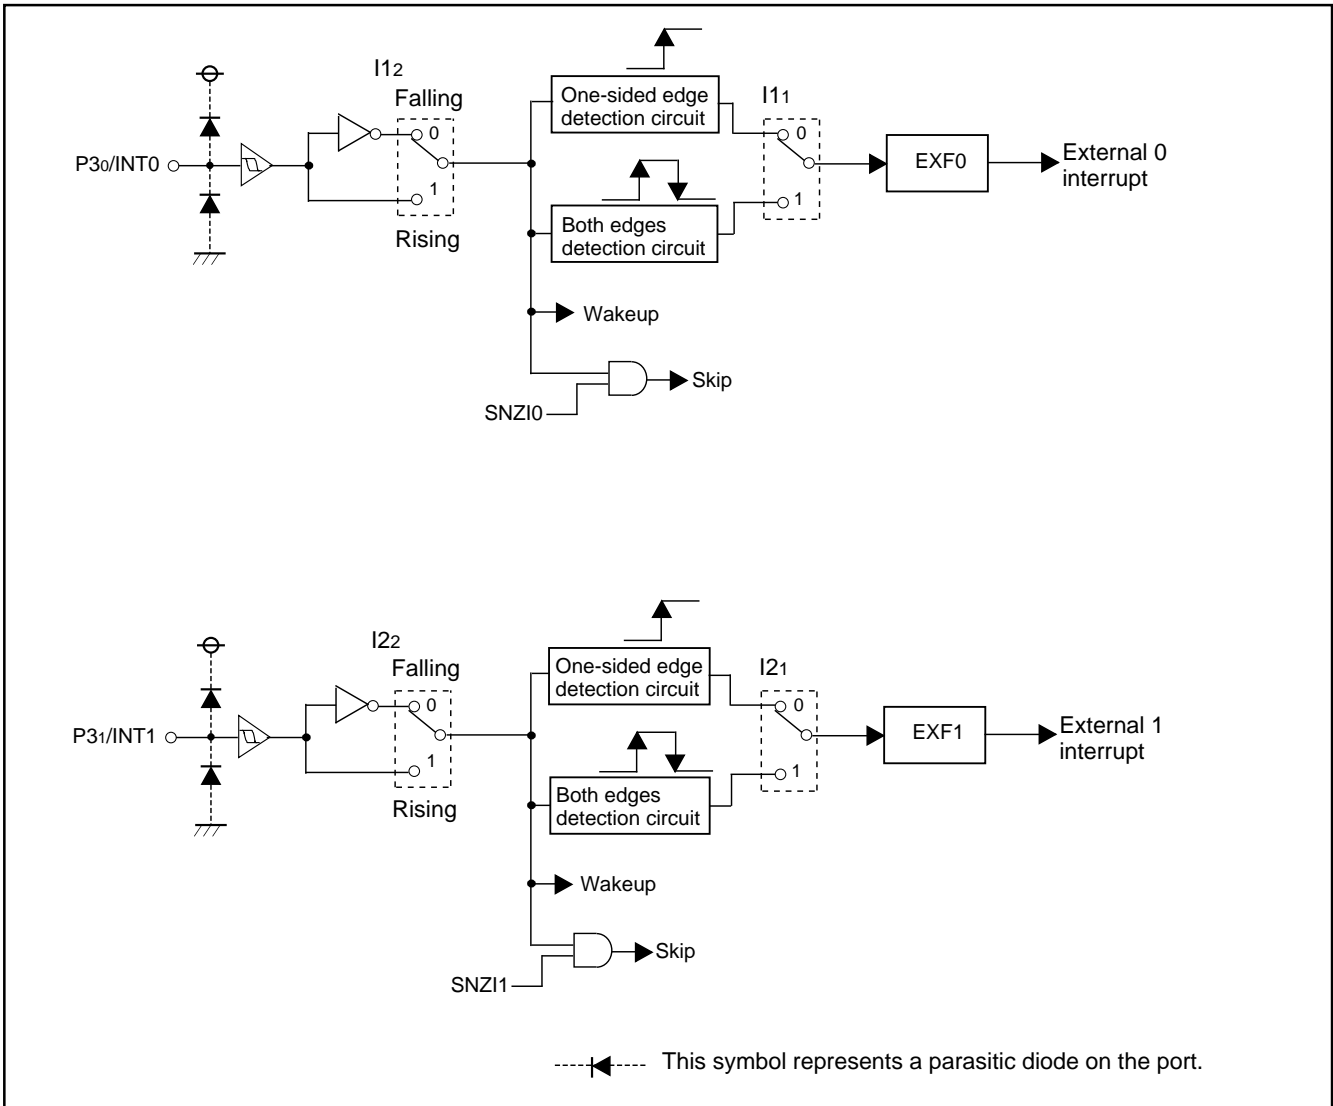 I12
Falling
0
1
Rising
P30/INT0
One-sided edge
detection circuit
Both edges
detection circuit
I11
0
1
EXF0
External 0
interrupt
Wakeup
Skip
SNZI0
I22
Falling
0
1
Rising
P31/INT1
One-sided edge
detection circuit
Both edges
detection circuit
I21
0
1
EXF1
External 1
interrupt
Wakeup
Skip
SNZI1
This symbol represents a parasitic diode on the port.